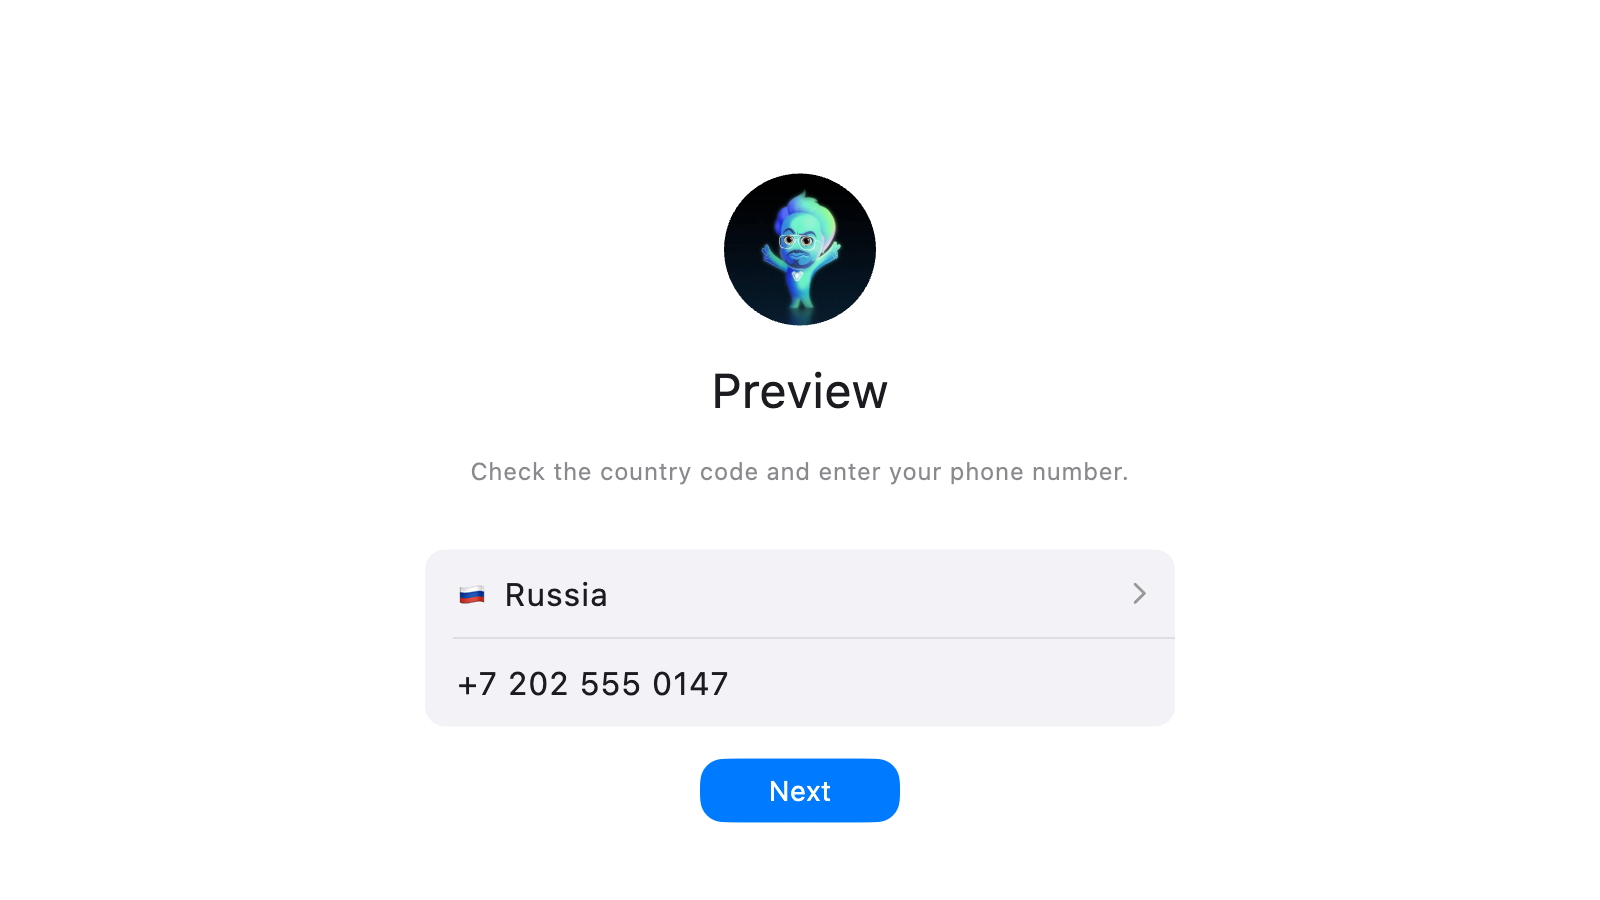 Preview
Check the country code and enter your phone number.
Russia
+7 202 555 0147
Next